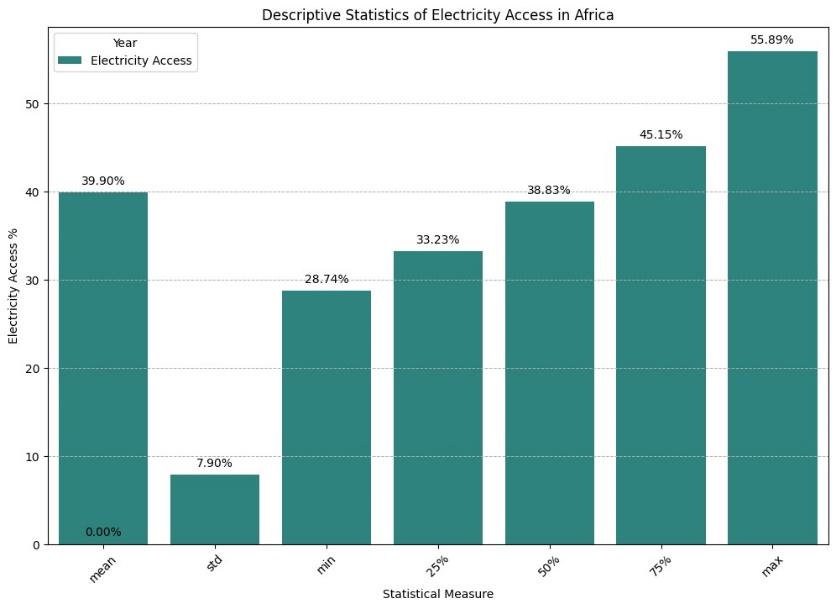 Descriptive Statistics of Electricity Access in Africa
Year
Electricity Access
55.89%
45.15%
39.90%
38.83%
33.23%
28.74%
7.90%
0.00%
Electricity Access %
50
40
30
20
10
0
mean
std
min
25%
50%
75%
max
Statistical Measure